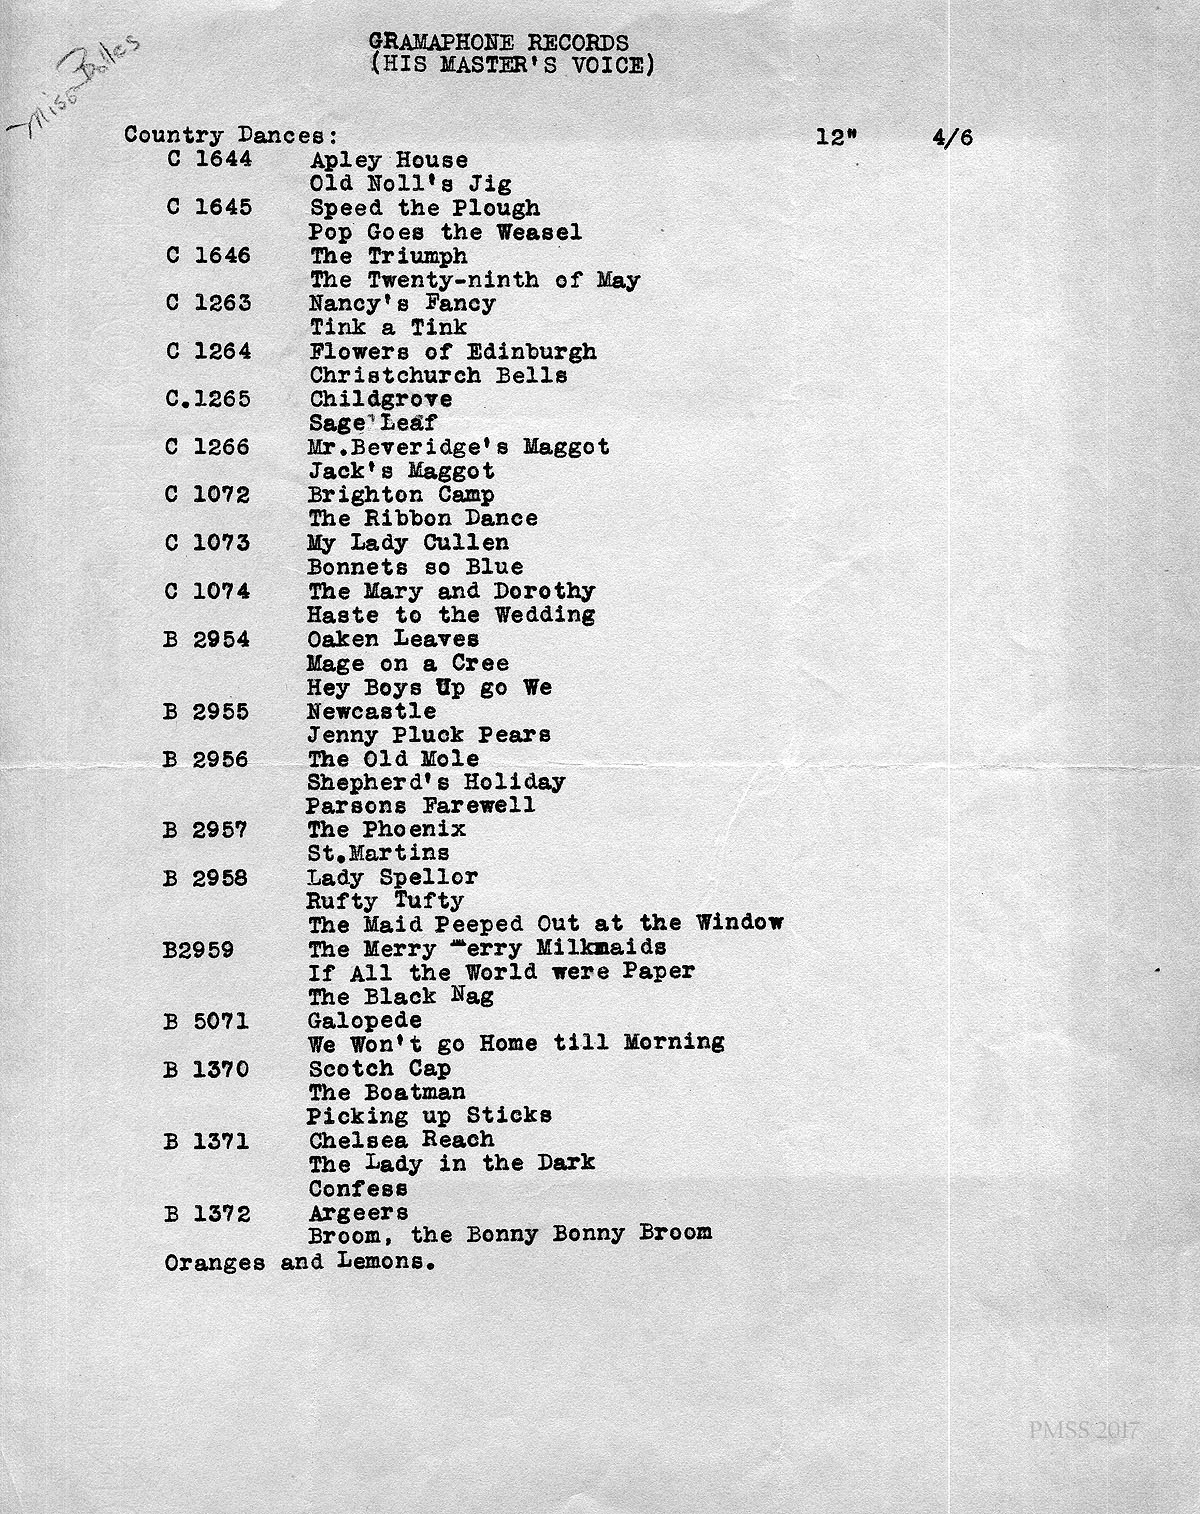 Miss Bolles
GRAMAPHONE RECORDS
(HIS MASTER'S VOICE)
Country Dances: 12" 4/6
C 1644 Apley House
Old Noll's Jig
C 1645 Speed the Plough
Pop Goes the Weasel
C 1646 The Triumph
The Twenty-ninth of May
C 1263 Nancy's Fancy
Tink a Tink
C 1264 Flowers of Edinburgh
Christchurch Bells
C.1265 Childgrove
Sage Leaf
C 1266 Mr.Beveridge's Maggot
Jack's Maggot
C 1072 Brighton Camp
The Ribbon Dance
C 1073 My Lady Cullen
Bonnets so Blue
C 1074 The Mary and Dorothy
Haste to the Wedding
B 2954 Oaken Leaves
Mage on a Cree
Hey Boys Up go We
B 2955 Newcastle
Jenny Pluck Pears
B 2956 The Old Mole
Shepherd's Holiday
Parsons Farewell
B 2957 The Phoenix
St.Martins
B 2958 Lady Spellor
Rufty Tufty
The Maid Peeped Out at the Window
B2959 The Merry Merry Milkmaids
If All the World were Paper
The Black Nag
B 5071 Galopede
We Won't go Home till Morning
B 1370 Scotch Cap
The Boatman
Picking up Sticks
B 1371 Chelsea Reach
The Lady in the Dark
Confess
B 1372 Argeers
Broom, the Bonny Bonny Broom
Oranges and Lemons.
PMSS 2017